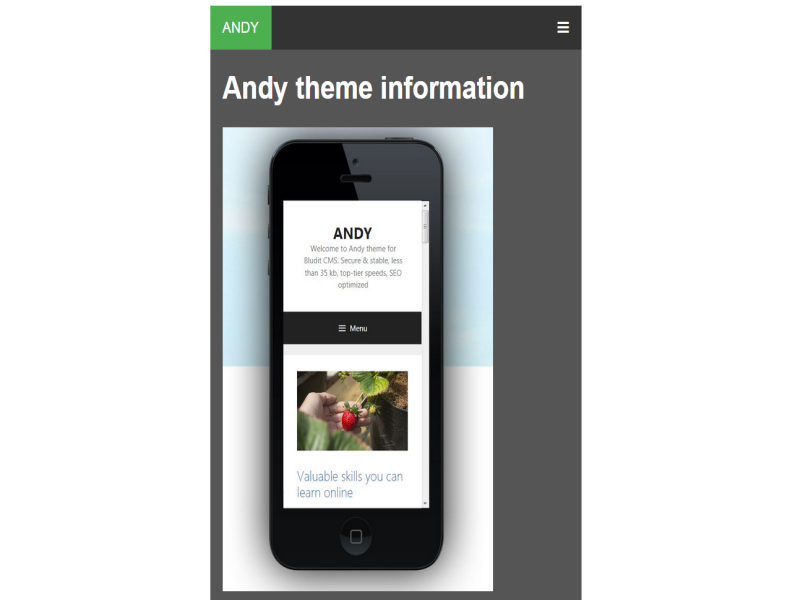 ANDY
Andy theme information
ANDY
Welcome to Andy theme for
Bludit CMS. Secure & stable, less
than 35 kb, top-tier speeds, SEO
optimized
Menu
Valuable skills you can
learn online